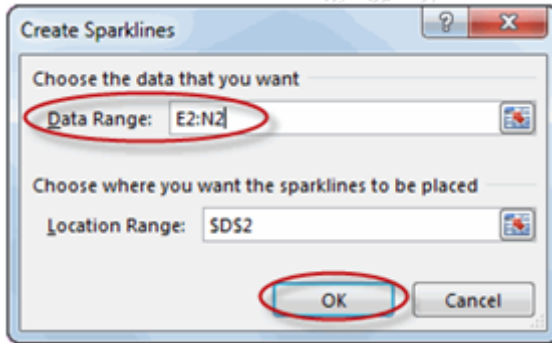 Create Sparklines
?
Choose the data that you want
Data Range: E2:N2
Choose where you want the sparklines to be placed
Location Range: $D$2
OK Cancel